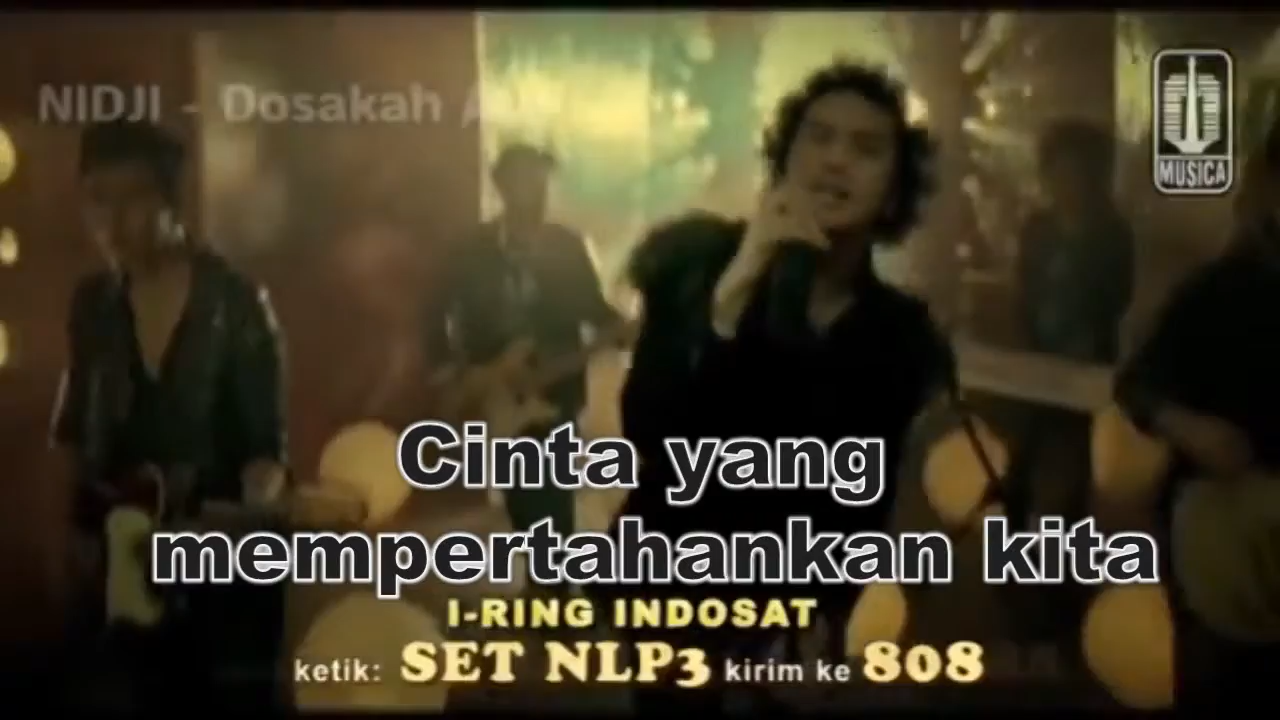 NIDJI - Dosakah
MUSICA
Cinta yang
mempertahankan kita
I-RING INDOSAT
ketik: SET NLP3 kirim ke 808